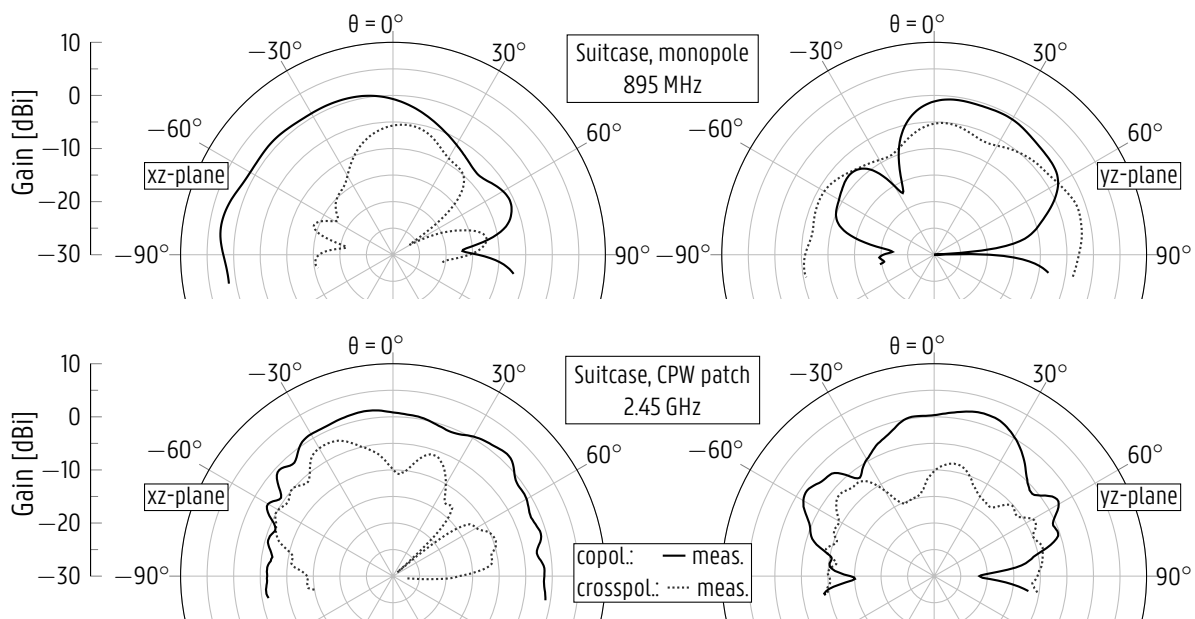 θ = 0°
−30°
30°
−60°
xz-plane
−90°
90°
10
0
−10
−20
−30
Gain [dBi]
Suitcase, monopole
895 MHz
θ = 0°
−30°
30°
−60°
60°
yz-plane
−90°
90°
60°
θ = 0°
−30°
30°
−60°
60°
xz-plane
−90°
10
0
−10
−20
−30
Gain [dBi]
Suitcase, CPW patch
2.45 GHz
θ = 0°
−30°
30°
−60°
60°
yz-plane
90°
copol.: meas.
crosspol.: meas.